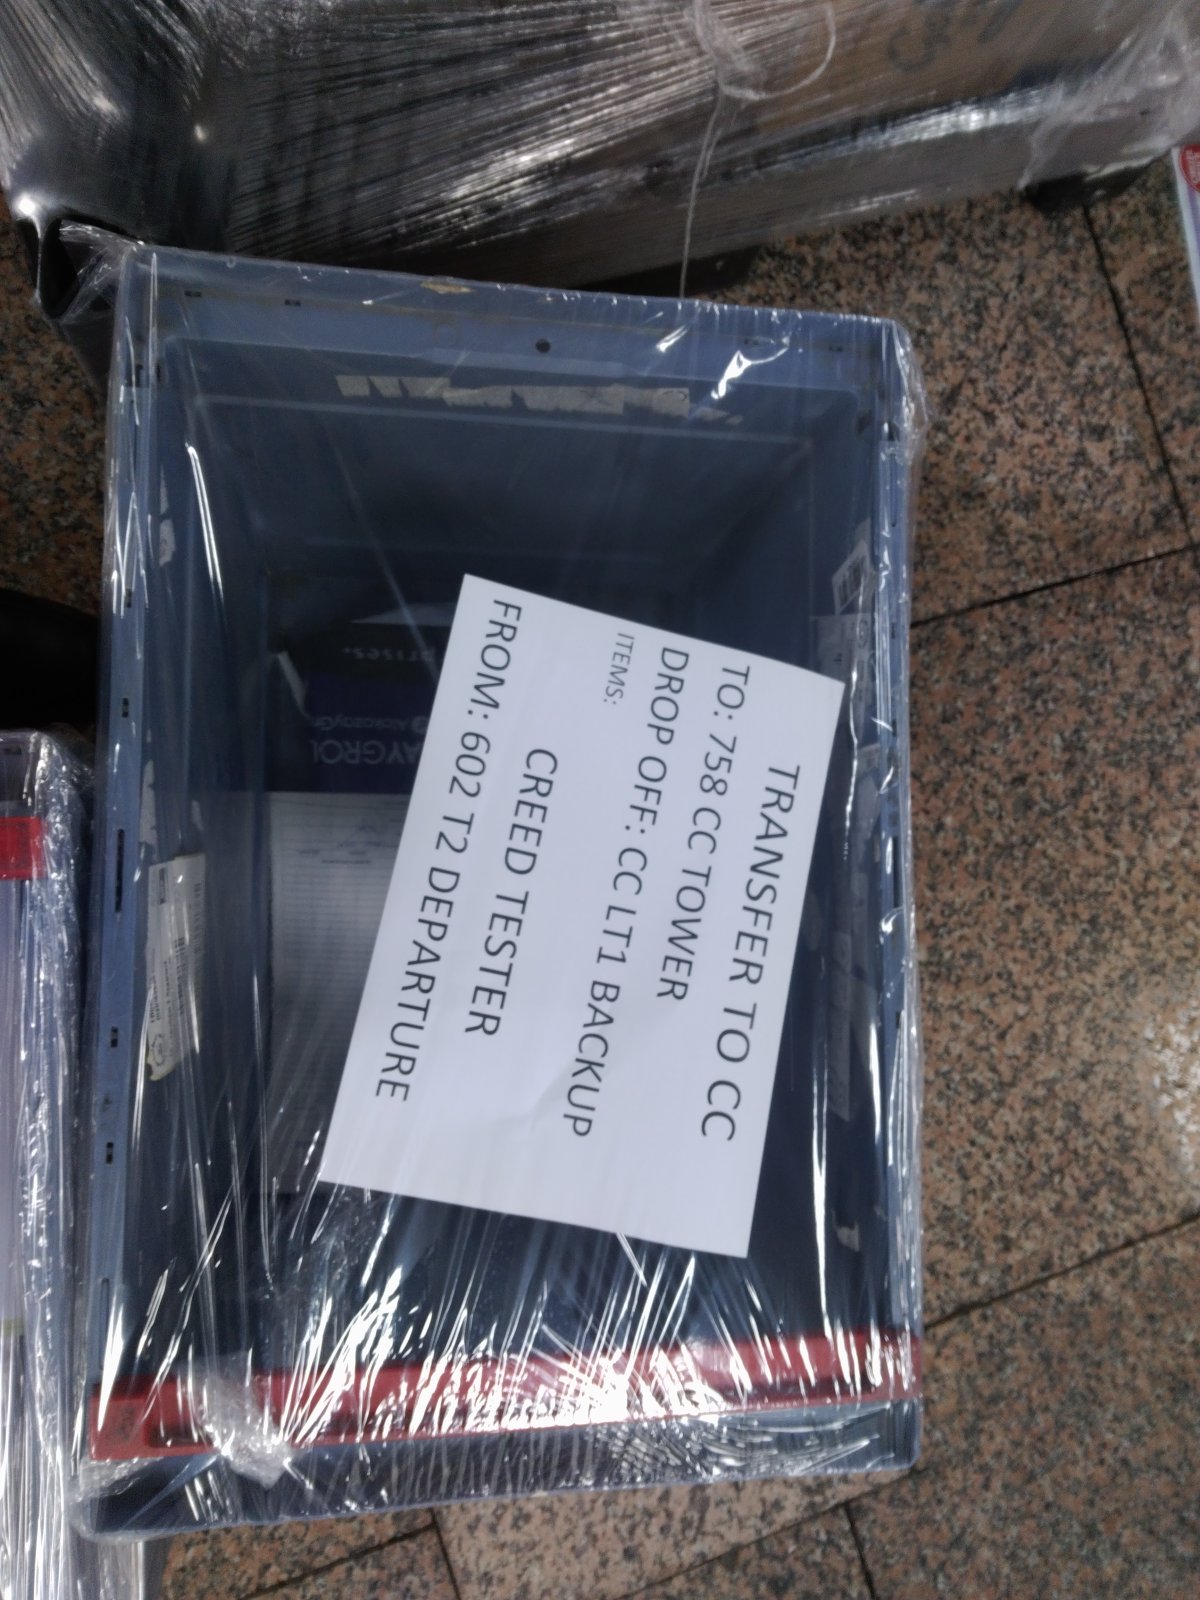 TRANSFER TO CC
TO: 758 CC TOWER
DROP OFF: CC LT1 BACKUP
ITEMS:
CREED TESTER
FROM: 602 T2 DEPARTURE